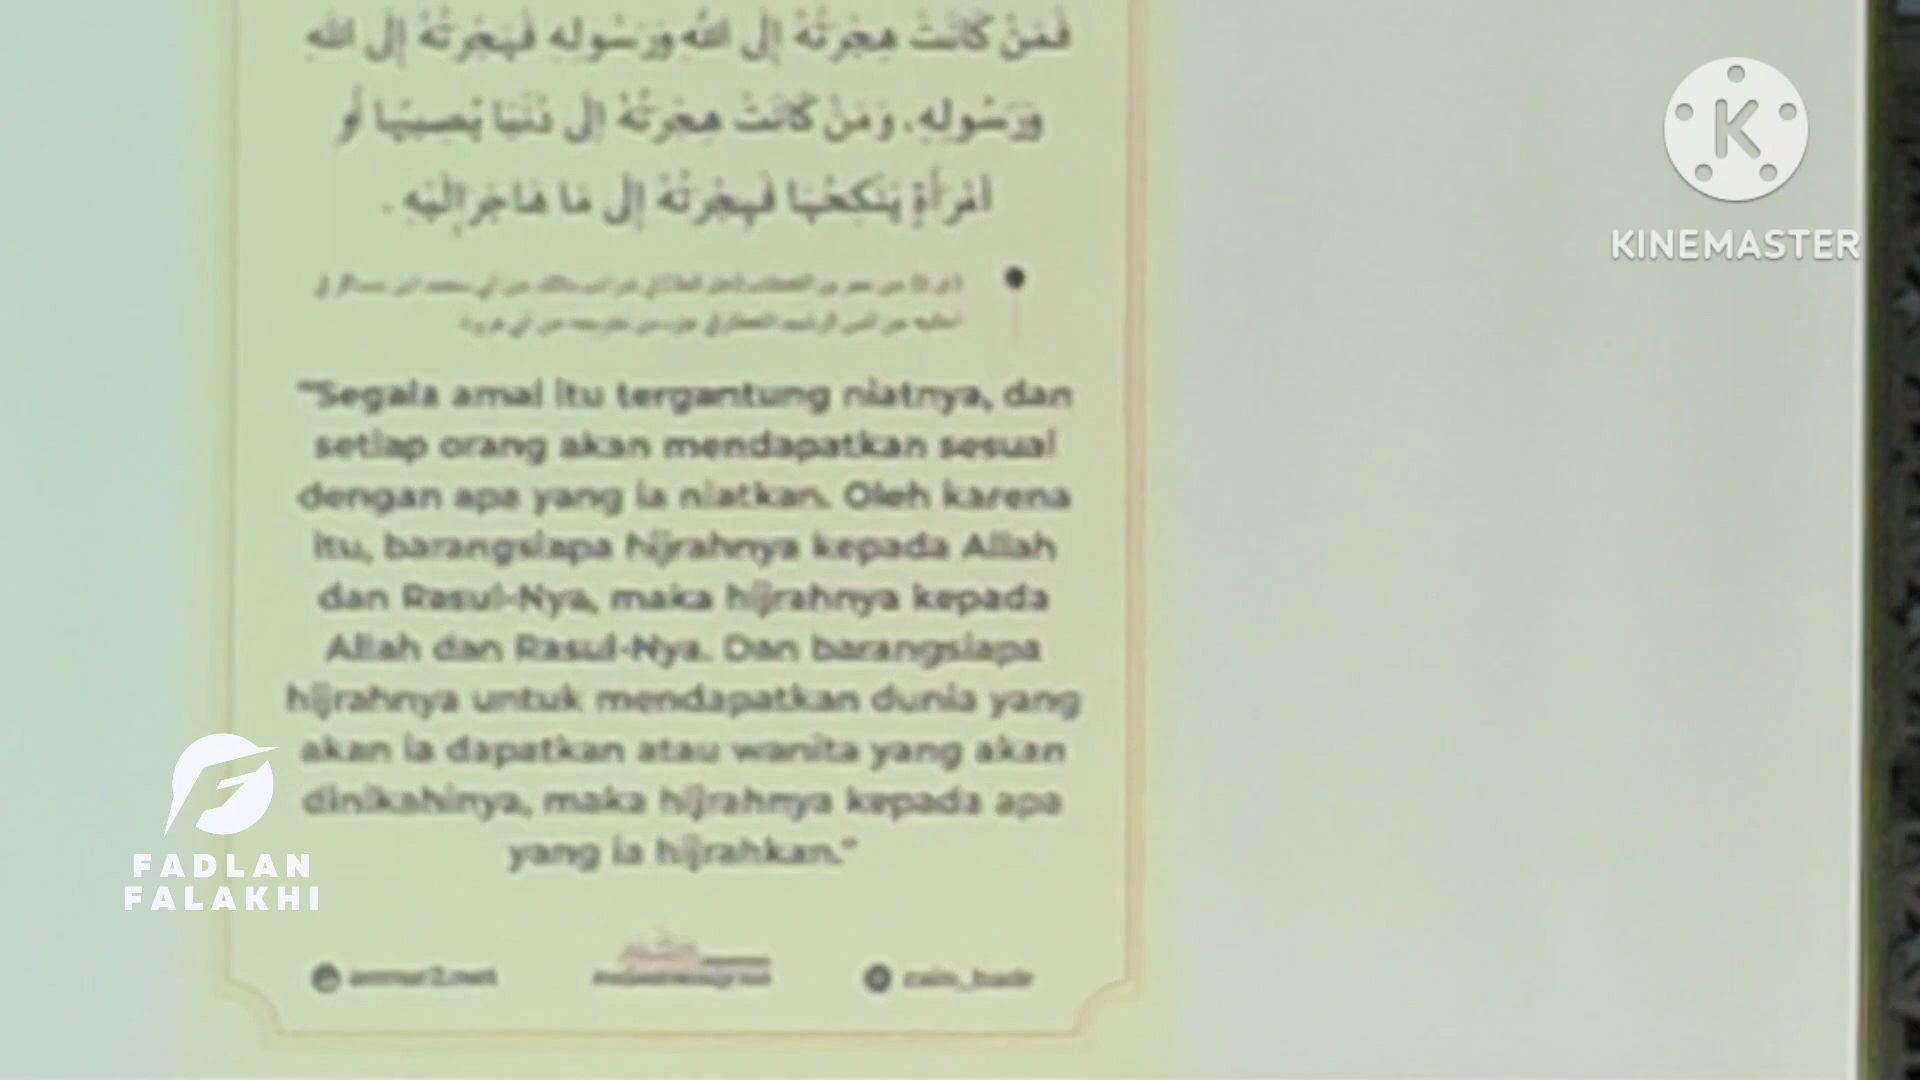 فَمَنْ كَانَتْ هِجْرَتُهُ إِلَى اللهِ وَرَسُولِهِ فَهِجْرَتُهُ إِلَى اللهِ
وَرَسُولِهِ، وَمَنْ كَانَتْ هِجْرَتُهُ إِلَى دُنْيَا يُصِيبُهَا أَوِ
امْرَأَةٍ يَنْكِحُهَا فَهِجْرَتُهُ إِلَى مَا هَاجَرَ إِلَيْهِ .
"Segala amal itu tergantung niatnya, dan
setiap orang akan mendapatkan sesuai
dengan apa yang ia niatkan. Oleh karena
itu, barangsiapa hijrahnya kepada Allah
dan Rasul-Nya, maka hijrahnya kepada
Allah dan Rasul-Nya. Dan barangsiapa
hijrahnya untuk mendapatkan dunia yang
akan ia dapatkan atau wanita yang akan
dinikahinya, maka hijrahnya kepada apa
yang ia hijrahkan."
K
KINEMASTER
FADLAN
FALAKHI